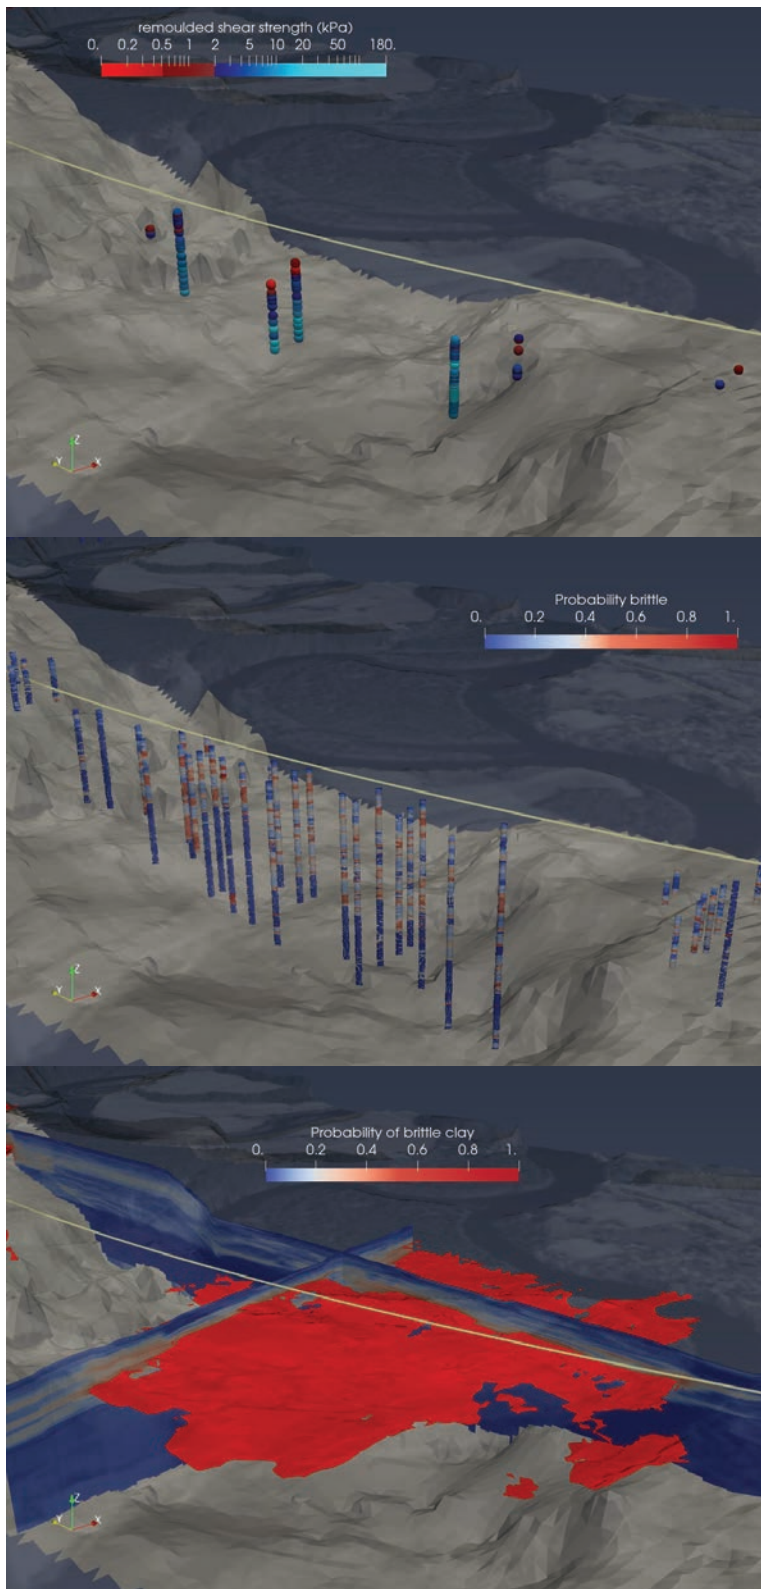 remoulded shear strength (kPa)
0. 0.2 0.5 1 2 5 10 20 50 180.
Z
Y X
Probability brittle
0. 0.2 0.4 0.6 0.8 1.
Z
Y X
Probability of brittle clay
0. 0.2 0.4 0.6 0.8 1.
Z
Y X